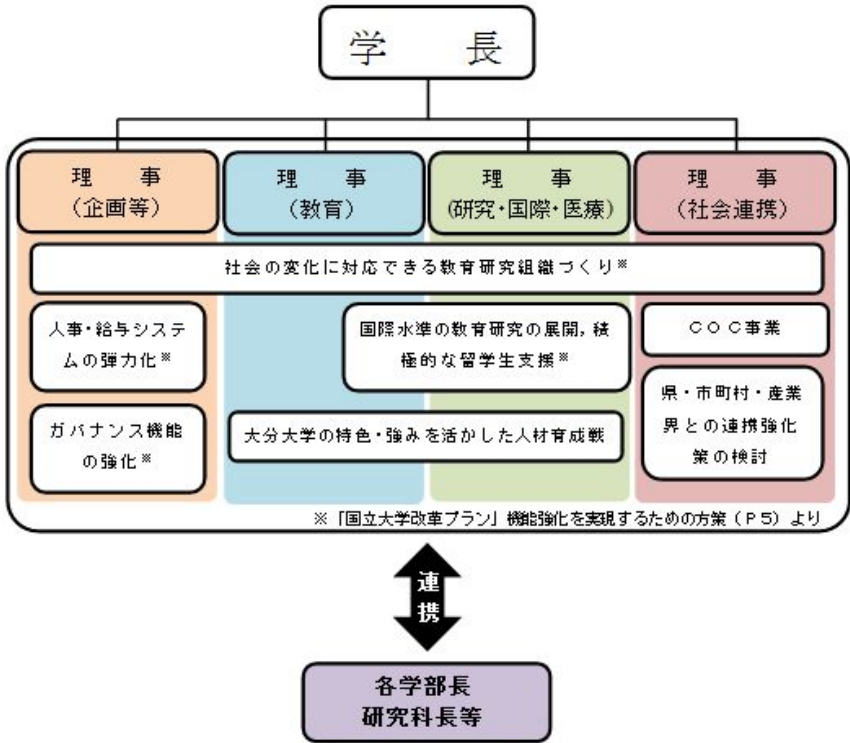 学 長
理 事
（企画等）
理 事
（教育）
理 事
（研究・国際・医療）
理 事
（社会連携）
社会の変化に対応できる教育研究組織づくり※
人事・給与システ
ムの弾力化※
国際水準の教育研究の展開，積
極的な留学生支援※
ＣＯＣ事業
ガバナンス機能
の強化※
大分大学の特色・強みを活かした人材育成戦
県・市町村・産業
界との連携強化
策の検討
※「国立大学改革プラン」機能強化を実現するための方策（Ｐ５）より
連
携
各学部長
研究科長等